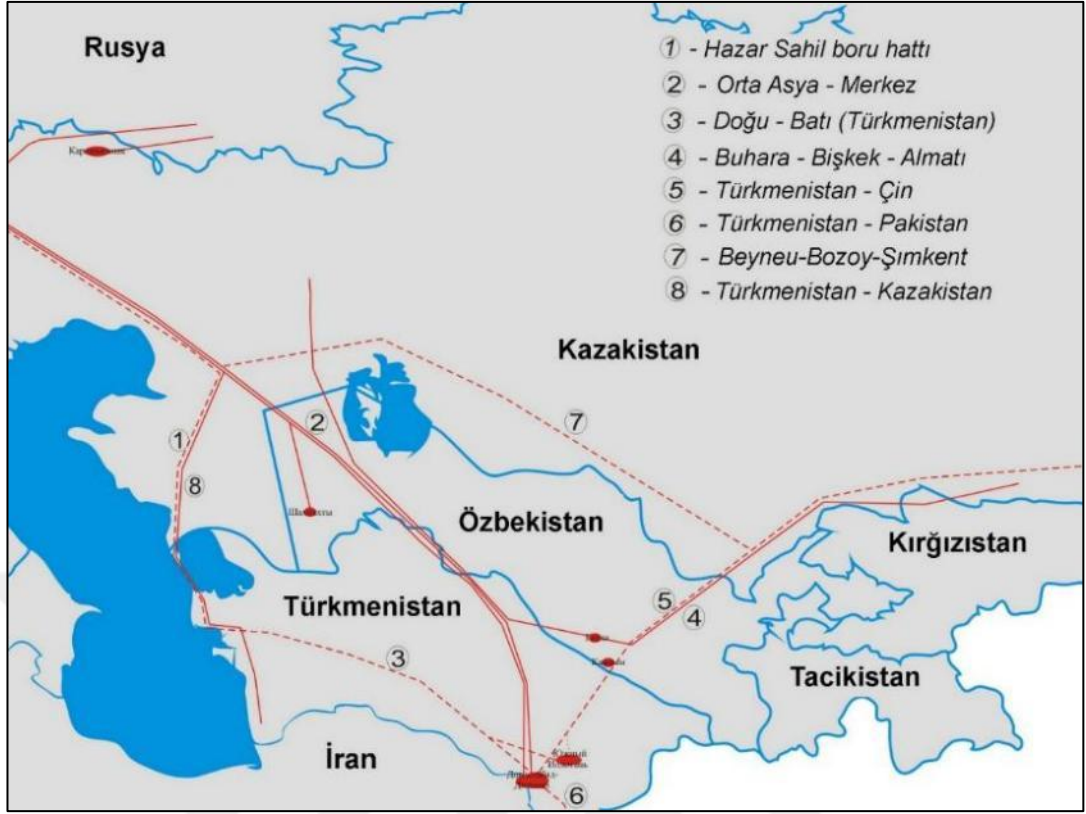 Rusya
① - Hazar Sahil boru hattı
② - Orta Asya - Merkez
③ - Doğu - Batı (Türkmenistan)
④ - Buhara - Bişkek - Almatı
⑤ - Türkmenistan - Çin
⑥ - Türkmenistan - Pakistan
⑦ - Beyneu-Bozoy-Şımkent
⑧ - Türkmenistan - Kazakistan
Kazakistan
①
②
⑦
⑧
Özbekistan
Kırğızistan
Türkmenistan
⑤
④
③
Tacikistan
İran
⑥